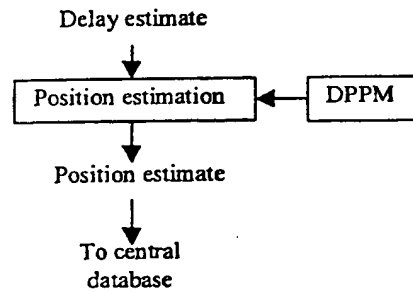 Delay estimate
Position estimation
DPPM
Position estimate
To central
database